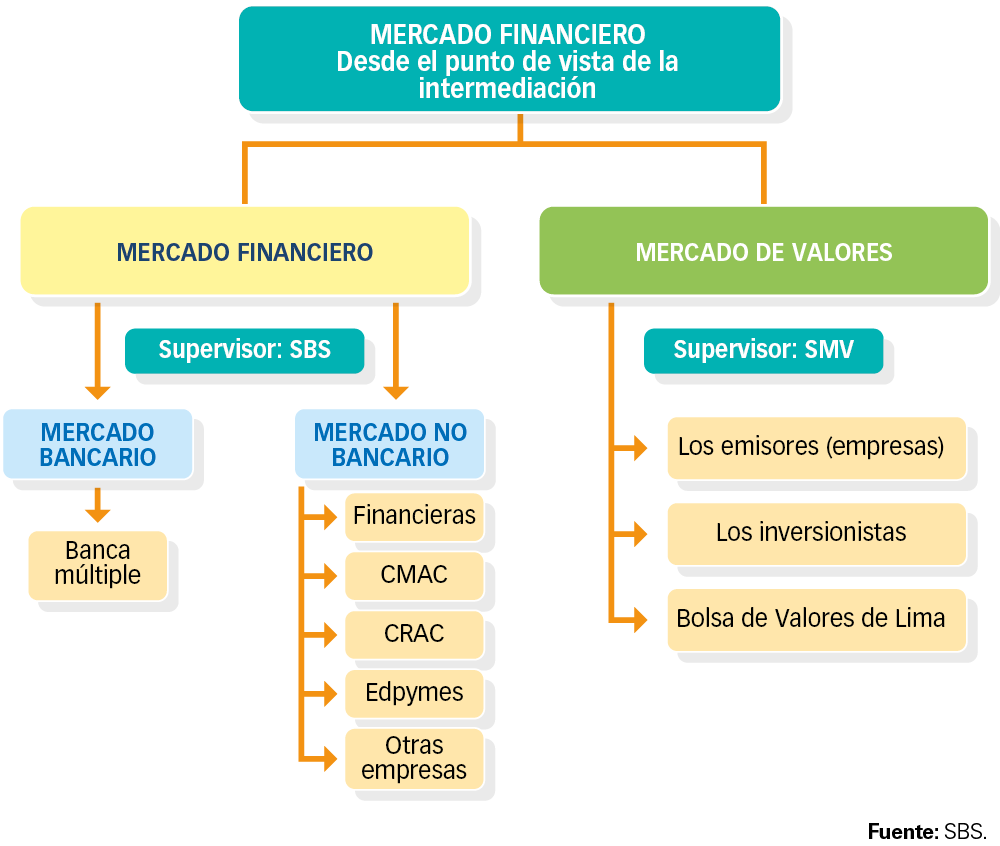 MERCADO FINANCIERO
Desde el punto de vista de la
intermediación
MERCADO FINANCIERO
MERCADO DE VALORES
Supervisor: SBS
Supervisor: SMV
MERCADO
BANCARIO
Banca
múltiple
MERCADO NO
BANCARIO
Financieras
CMAC
CRAC
Edpymes
Otras
empresas
Los emisores (empresas)
Los inversionistas
Bolsa de Valores de Lima
Fuente: SBS.